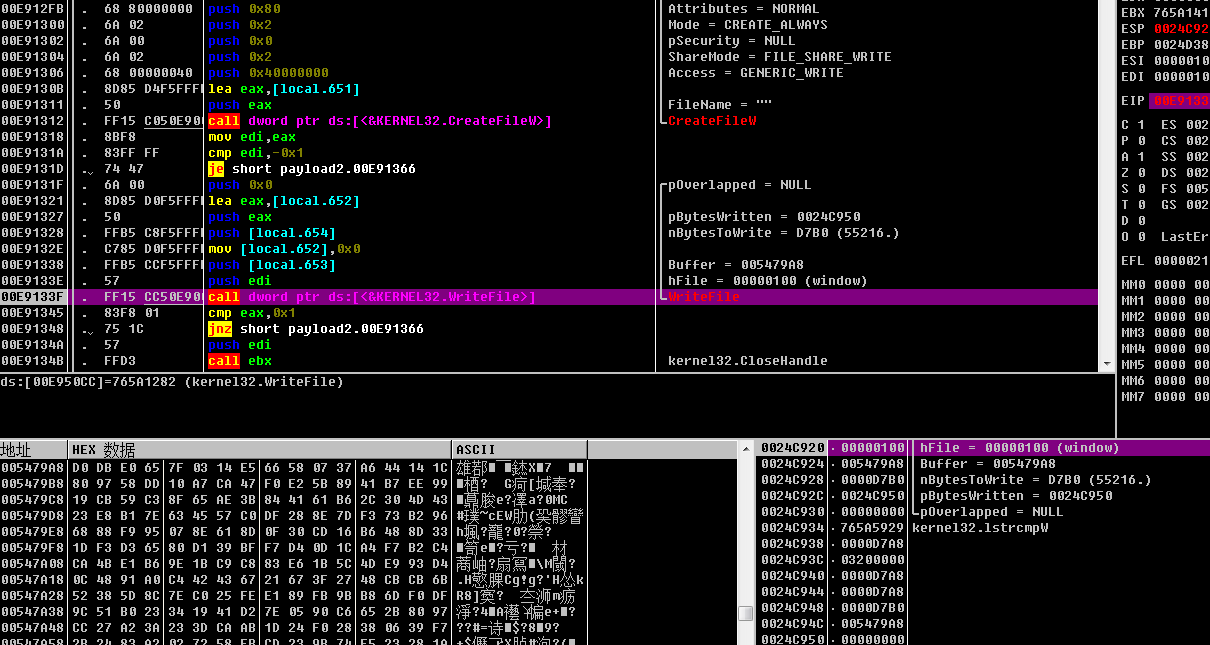 00E912FB . 68 80000000 push 0x80 Attributes = NORMAL
00E91300 . 6A 02 push 0x2 Mode = CREATE_ALWAYS
00E91302 . 6A 00 push 0x0 pSecurity = NULL
00E91304 . 6A 02 push 0x2 ShareMode = FILE_SHARE_WRITE
00E91306 . 68 00000040 push 0x40000000 Access = GENERIC_WRITE
00E9130B . 8D85 D4F5FFFF lea eax,[local.651]
00E91311 . 50 push eax FileName = ""
00E91312 . FF15 C050E90 call dword ptr ds:[<&KERNEL32.CreateFileW>] CreateFileW
00E91318 . 8BF8 mov edi,eax
00E9131A . 83FF FF cmp edi,-0x1
00E9131D . 74 47 je short payload2.00E91366
00E9131F . 6A 00 push 0x0 pOverlapped = NULL
00E91321 . 8D85 D0F5FFFF lea eax,[local.652]
00E91327 . 50 push eax pBytesWritten = 0024C950
00E91328 . FFB5 C8F5FFFF push [local.654] nBytesToWrite = D7B0 (55216.)
00E9132E . C785 D0F5FFFF mov [local.652],0x0
00E91338 . FFB5 CCF5FFFF push [local.653] Buffer = 005479A8
00E9133E . 57 push edi hFile = 00000100 (window)
00E9133F . FF15 CC50E90 call dword ptr ds:[<&KERNEL32.WriteFile>] WriteFile
00E91345 . 83F8 01 cmp eax,0x1
00E91348 . 75 1C jnz short payload2.00E91366
00E9134A . 57 push edi
00E9134B . FFD3 call ebx kernel32.CloseHandle
ds:[00E950CC]=765A1282 (kernel32.WriteFile)
EBX 765A141
ESP 0024C92
EBP 0024D38
ESI 0000010
EDI 0000010
EIP 00E9133
C 1 ES 002
P 0 CS 002
A 1 SS 002
Z 0 DS 002
S 0 FS 005
T 0 GS 002
D 0
O 0 LastEr
EFL 0000021
MM0 0000 00
MM1 0000 00
MM2 0000 00
MM3 0000 00
MM4 0000 00
MM5 0000 00
MM6 0000 00
MM7 0000 00
地址 HEX 数据 ASCII
005479A8 D0 DB E0 65 7F 03 14 E5 66 58 07 37 A6 44 14 1C
005479B8 80 97 58 DD 10 A7 CA 47 F0 E2 5B 89 41 B7 EE 99
005479C8 19 CB 59 C3 8F 65 AE 3B 84 41 61 B6 2C 30 4D 43
005479D8 23 E8 B1 7E 63 45 57 C0 DF 28 8E 7D F3 73 B2 96
005479E8 68 88 F9 95 07 8E 61 8D 0F 30 CD 16 B6 48 8D 33
005479F8 1D F3 D3 65 80 D1 39 BF F7 D4 0D 1C A4 F7 B2 C4
00547A08 CA 4B E1 B6 9E 1B C9 C8 83 E6 1B 5C 4D E9 93 D4
00547A18 0C 48 91 A0 C4 42 43 67 21 67 3F 27 48 CB CB 6B
00547A28 52 38 5D 8C 7E C0 25 FE E1 89 FB 9B B8 6D F0 DF
00547A38 9C 51 B0 23 34 19 41 D2 7E 05 90 C6 65 2B 80 97
00547A48 CC 27 A2 3A 23 3D CA AB 1D 24 F0 28 38 06 39 F7
0024C920 00000100 hFile = 00000100 (window)
0024C924 005479A8 Buffer = 005479A8
0024C928 0000D7B0 nBytesToWrite = D7B0 (55216.)
0024C92C 0024C950 pBytesWritten = 0024C950
0024C930 00000000 pOverlapped = NULL
0024C934 765A5929 kernel32.lstrcmpW
0024C938 0000D7A8
0024C93C 03200000
0024C940 0000D7A8
0024C944 0000D7A8
0024C948 0000D7B0
0024C94C 005479A8
0024C950 00000000